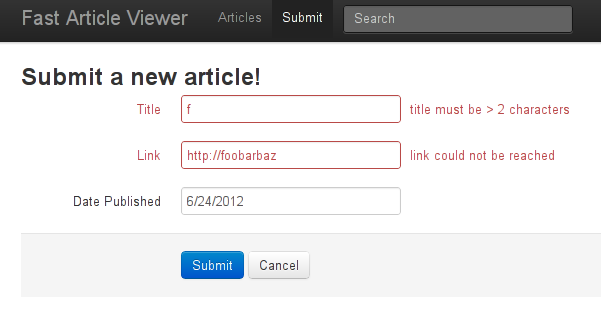 Fast Article Viewer Articles Submit Search
Submit a new article!
Title f title must be > 2 characters
Link http://foobarbaz link could not be reached
Date Published 6/24/2012
Submit Cancel